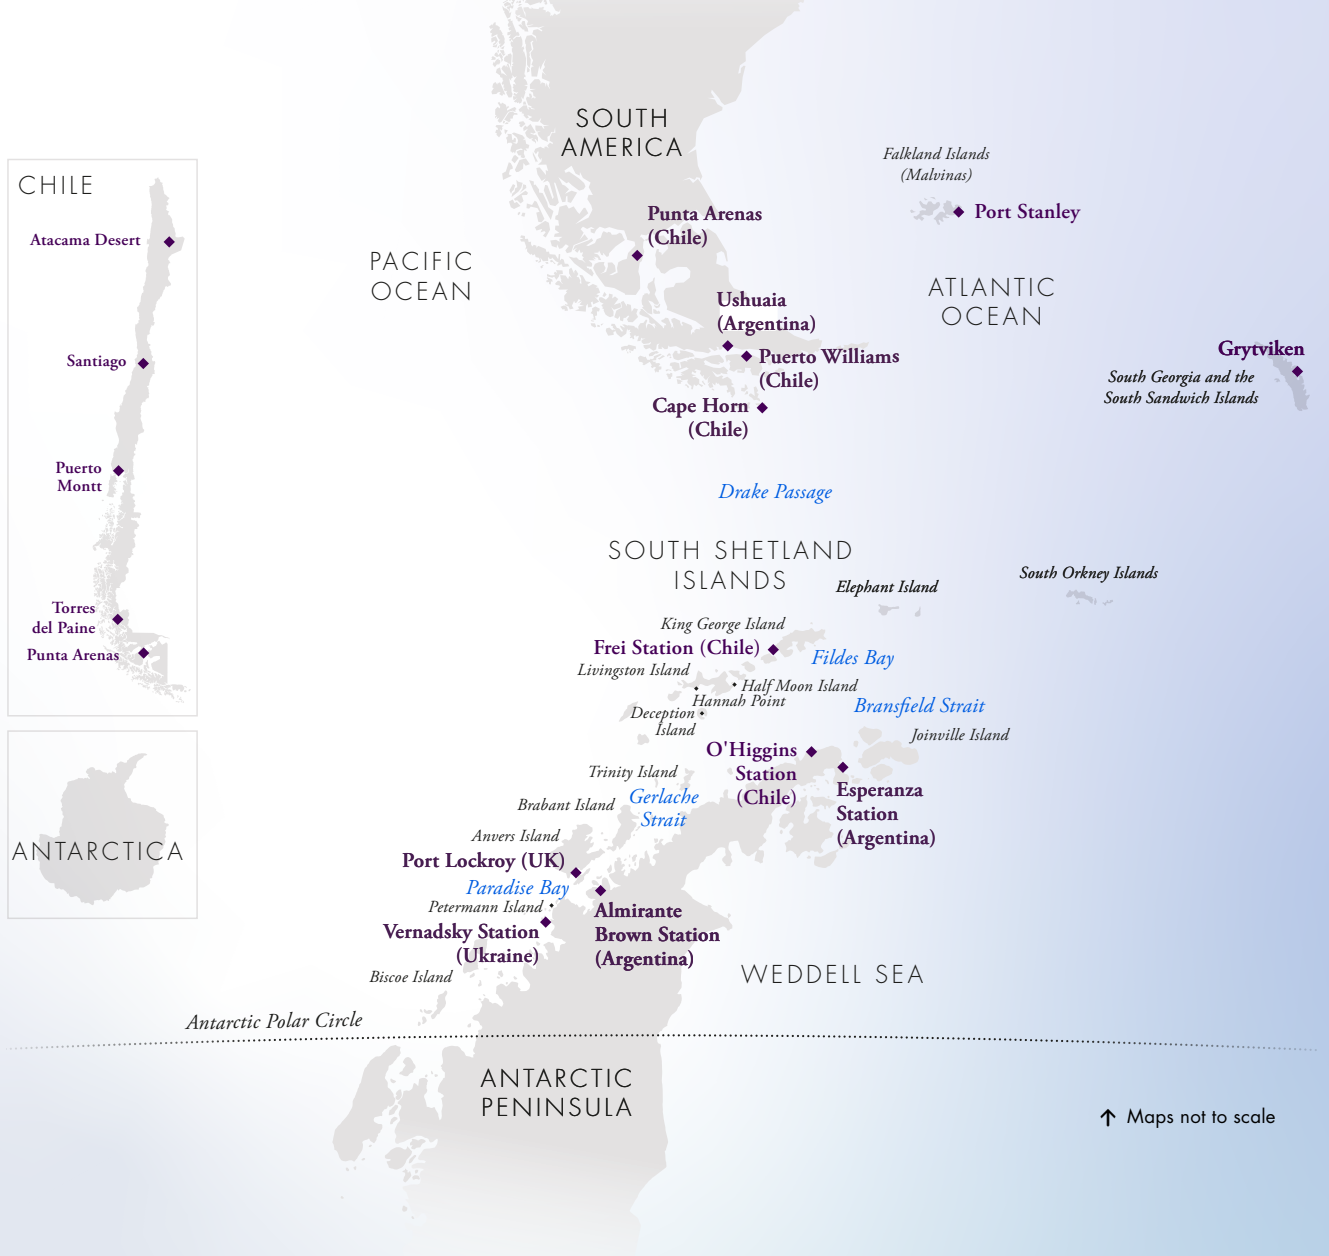 SOUTH
AMERICA
Falkland Islands
(Malvinas)
Port Stanley
Punta Arenas
(Chile)
PACIFIC
OCEAN
ATLANTIC
OCEAN
Ushuaia
(Argentina)
Puerto Williams
(Chile)
Cape Horn
(Chile)
Grytviken
South Georgia and the
South Sandwich Islands
CHILE
Atacama Desert
Santiago
Puerto
Montt
Torres
del Paine
Punta Arenas
ANTARCTICA
Drake Passage
SOUTH SHETLAND
ISLANDS
Elephant Island
South Orkney Islands
King George Island
Frei Station (Chile)
Fildes Bay
Livingston Island
Half Moon Island
Hannah Point
Deception
Island
Bransfield Strait
Joinville Island
O'Higgins
Station
(Chile)
Esperanza
Station
(Argentina)
Trinity Island
Gerlache
Strait
Brabant Island
Anvers Island
Port Lockroy (UK)
Paradise Bay
Petermann Island
Almirante
Brown Station
(Argentina)
Vernadsky Station
(Ukraine)
Biscoe Island
WEDDELL SEA
Antarctic Polar Circle
ANTARCTIC
PENINSULA
↑ Maps not to scale